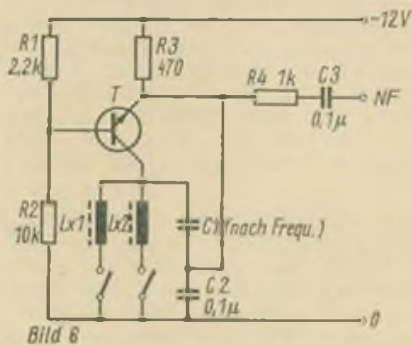 -12V
R1
2,2k
R3
470
T
R4 1k
C3
0,1µ
NF
R2
10k
Lx1
Lx2
C1 (nach Frequ.)
C2
0,1µ
0
Bild 6